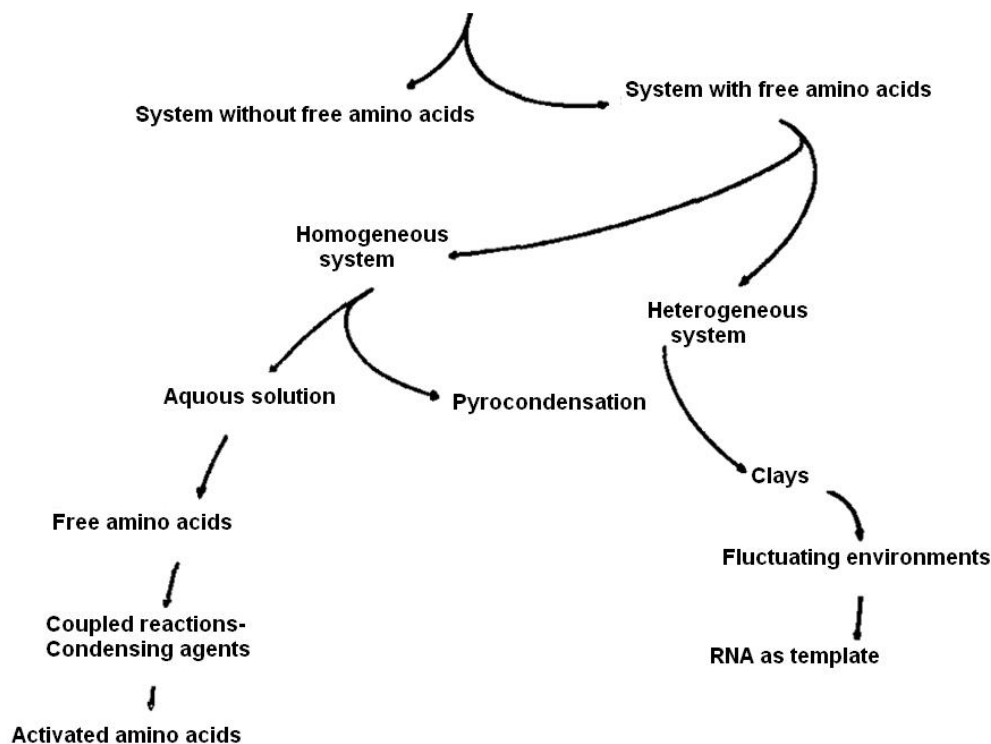 System with free amino acids
System without free amino acids
Homogeneous
system
Heterogeneous
system
Aquous solution
Pyrocondensation
Clays
Free amino acids
Fluctuating environments
Coupled reactions-
Condensing agents
RNA as template
Activated amino acids